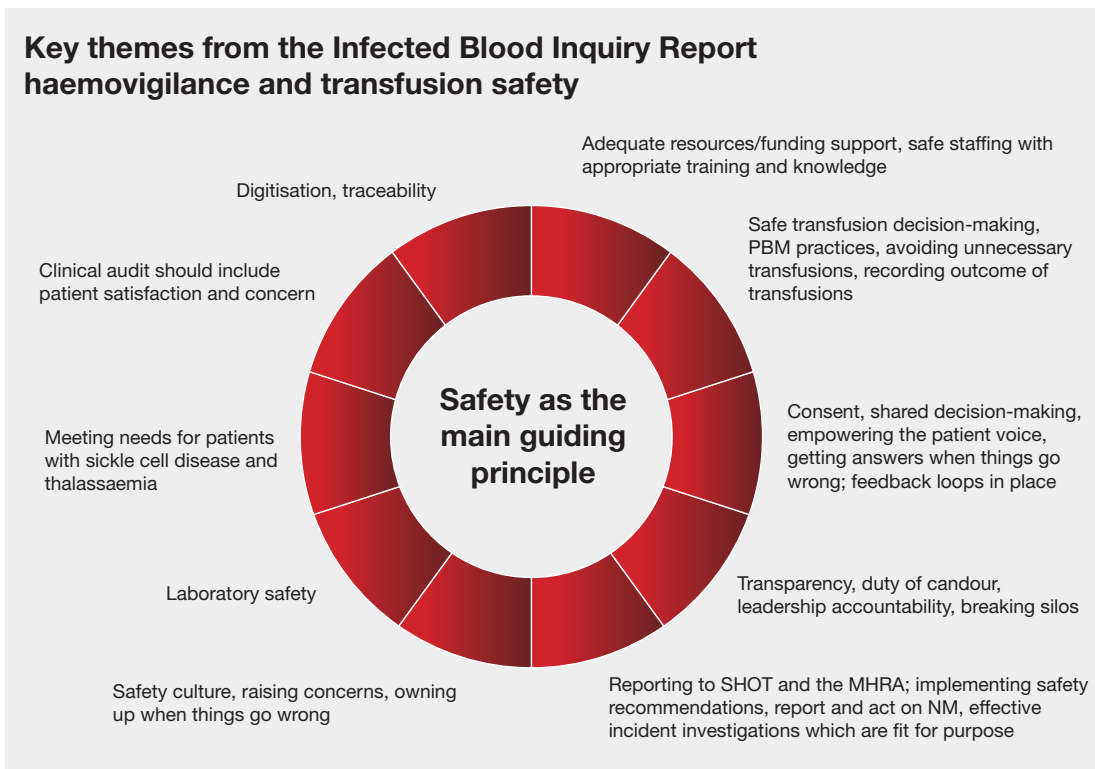 Key themes from the Infected Blood Inquiry Report
haemovigilance and transfusion safety
Adequate resources/funding support, safe staffing with
appropriate training and knowledge
Safe transfusion decision-making,
PBM practices, avoiding unnecessary
transfusions, recording outcome of
transfusions
Consent, shared decision-making,
empowering the patient voice,
getting answers when things go
wrong; feedback loops in place
Transparency, duty of candour,
leadership accountability, breaking silos
Reporting to SHOT and the MHRA; implementing safety
recommendations, report and act on NM, effective
incident investigations which are fit for purpose
Safety culture, raising concerns, owning
up when things go wrong
Laboratory safety
Meeting needs for patients
with sickle cell disease and
thalassaemia
Clinical audit should include
patient satisfaction and concern
Digitisation, traceability
Safety as the
main guiding
principle